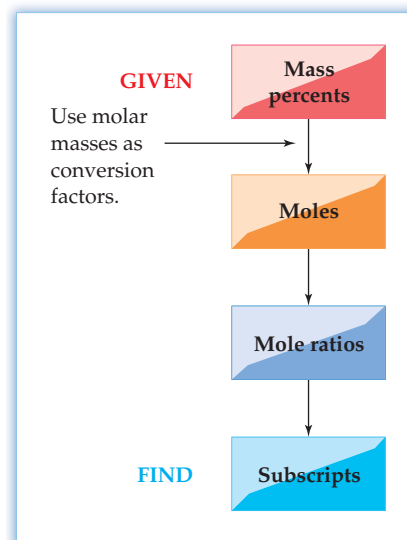 GIVEN
Mass
percents
Use molar
masses as
conversion
factors.
Moles
Mole ratios
FIND
Subscripts